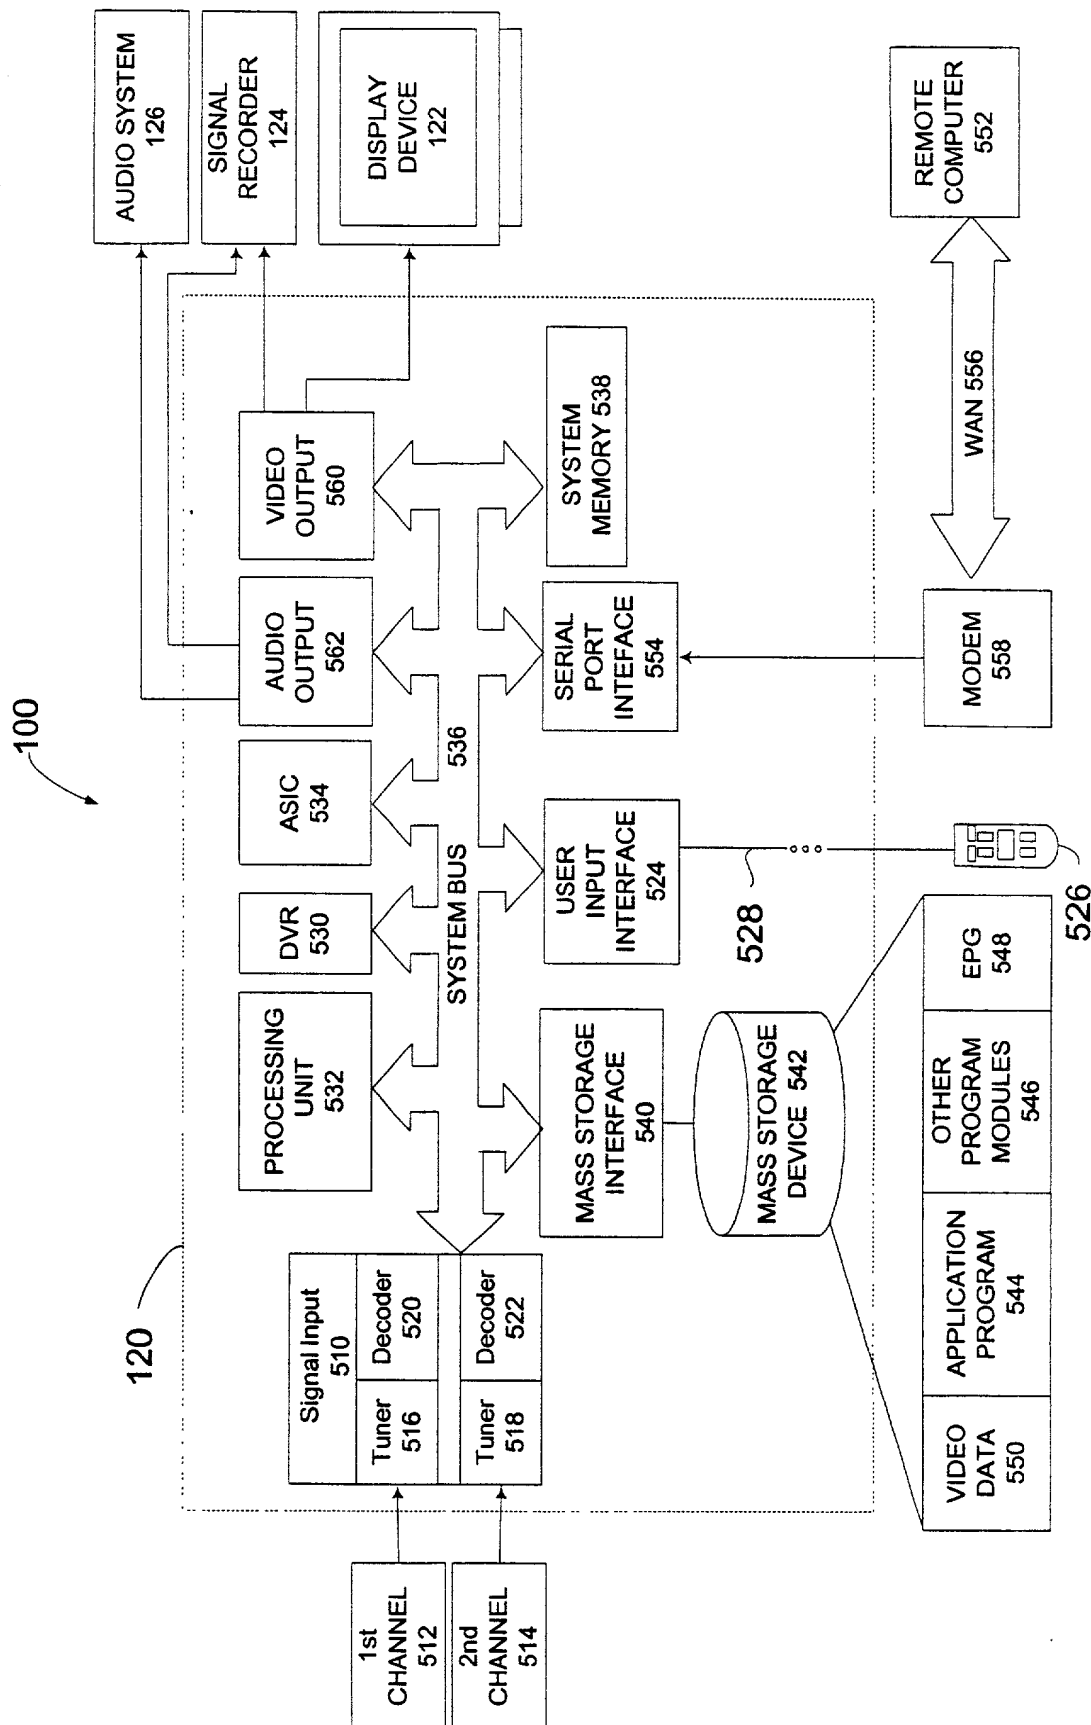 100
120
AUDIO SYSTEM
126
SIGNAL
RECORDER
124
DISPLAY
DEVICE
122
1st
CHANNEL
512
2nd
CHANNEL
514
Signal Input
510
Tuner
516
Decoder
520
Tuner
518
Decoder
522
PROCESSING
UNIT
532
DVR
530
ASIC
534
AUDIO
OUTPUT
562
VIDEO
OUTPUT
560
SYSTEM BUS 536
MASS STORAGE
INTERFACE
540
USER
INPUT
INTERFACE
524
SERIAL
PORT
INTEFACE
554
SYSTEM
MEMORY 538
MASS STORAGE
DEVICE 542
528
526
MODEM
558
WAN 556
REMOTE
COMPUTER
552
VIDEO
DATA
550
APPLICATION
PROGRAM
544
OTHER
PROGRAM
MODULES
546
EPG
548